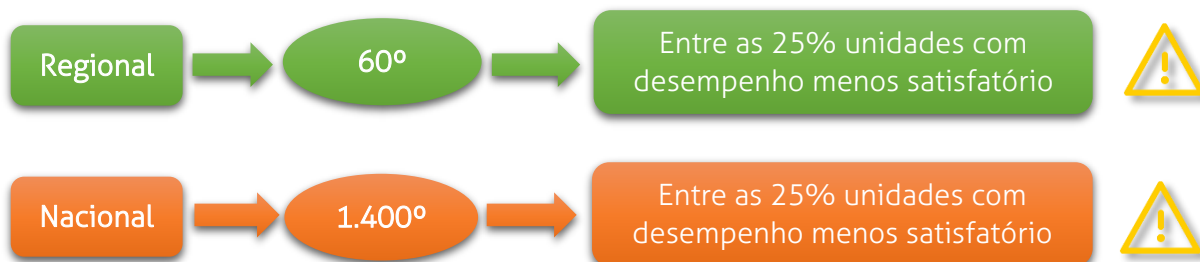 Regional
60º
Entre as 25% unidades com
desempenho menos satisfatório
Nacional
1.400º
Entre as 25% unidades com
desempenho menos satisfatório